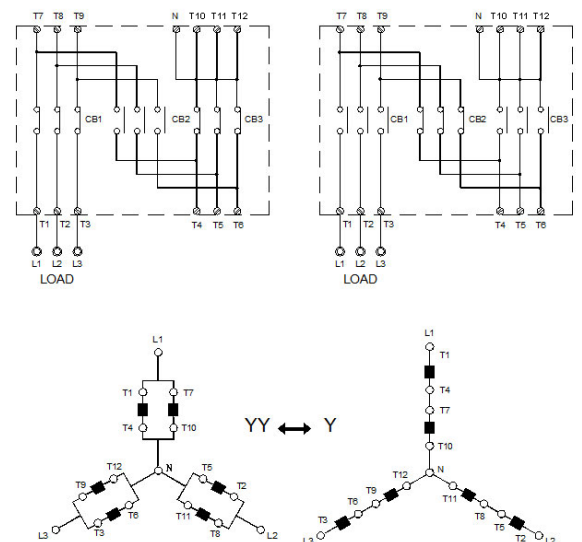 T7 T8 T9 N T10 T11 T12
CB1 CB2 CB3
T1 T2 T3 T4 T5 T6
L1 L2 L3
LOAD
T7 T8 T9 N T10 T11 T12
CB1 CB2 CB3
T1 T2 T3 T4 T5 T6
L1 L2 L3
LOAD
L1
T1 T7
T4 T10
N
T9 T12 T5 T2
T3 T6 T11 T8
L3 L2
YY Y
L1
T1
T4
T7
T10
N
T12 T11
T9 T8
T6 T5
T3 T2
L3 L2